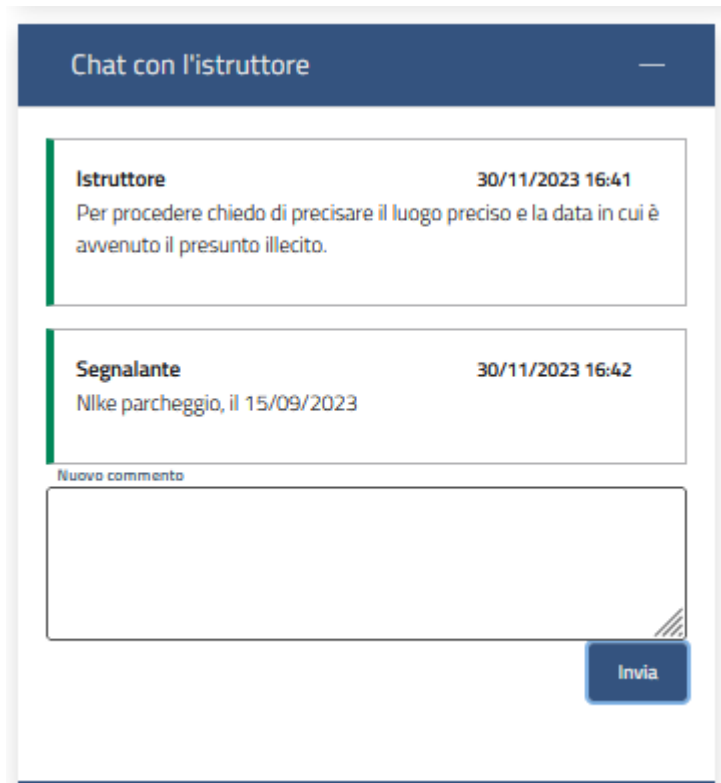 Chat con l'istruttore
Istruttore 30/11/2023 16:41
Per procedere chiedo di precisare il luogo preciso e la data in cui è
avvenuto il presunto illecito.
Segnalante 30/11/2023 16:42
NIke parcheggio, il 15/09/2023
Nuovo commento
Invia